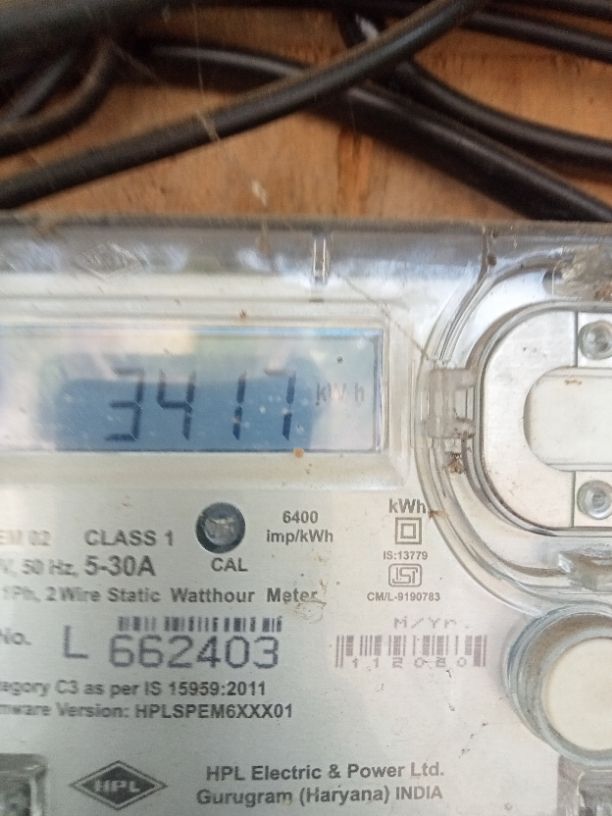 3417 kWh
EM 02 CLASS 1
V, 50 Hz, 5-30A
CAL
6400
imp/kWh
kWh
IS:13779
CM/L-9190783
1Ph, 2 Wire Static Watthour Meter
No. L 662403
M/Yr.
egory C3 as per IS 15959:2011
mware Version: HPLSPEM6XXX01
HPL
HPL Electric & Power Ltd.
Gurugram (Haryana) INDIA